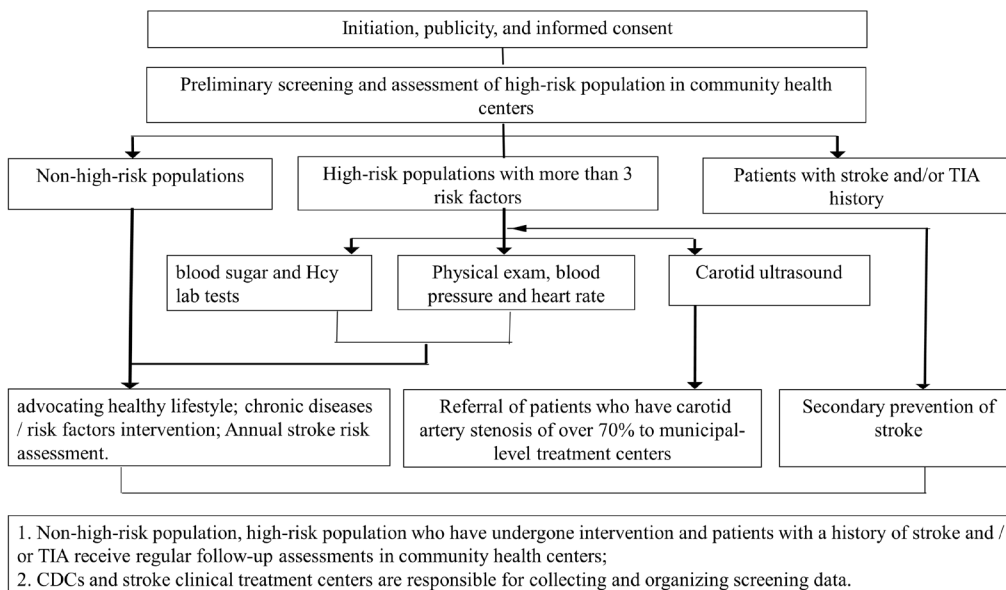 Initiation, publicity, and informed consent
Preliminary screening and assessment of high-risk population in community health
centers
Non-high-risk populations
High-risk populations with more than 3
risk factors
Patients with stroke and/or TIA
history
blood sugar and Hcy
lab tests
Physical exam, blood
pressure and heart rate
Carotid ultrasound
advocating healthy lifestyle; chronic diseases
/ risk factors intervention; Annual stroke risk
assessment.
Referral of patients who have carotid
artery stenosis of over 70% to municipal-
level treatment centers
Secondary prevention of
stroke
1. Non-high-risk population, high-risk population who have undergone intervention and patients with a history of stroke and /
or TIA receive regular follow-up assessments in community health centers;
2. CDCs and stroke clinical treatment centers are responsible for collecting and organizing screening data.